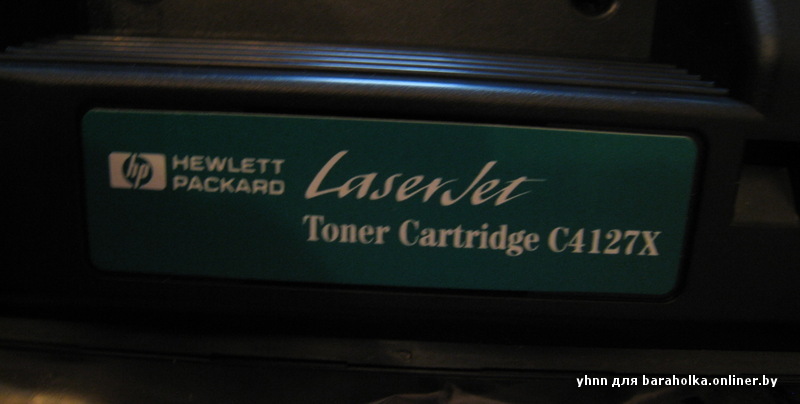 hp HEWLETT
PACKARD
LaserJet
Toner Cartridge C4127X
yhnn для baraholka.onliner.by